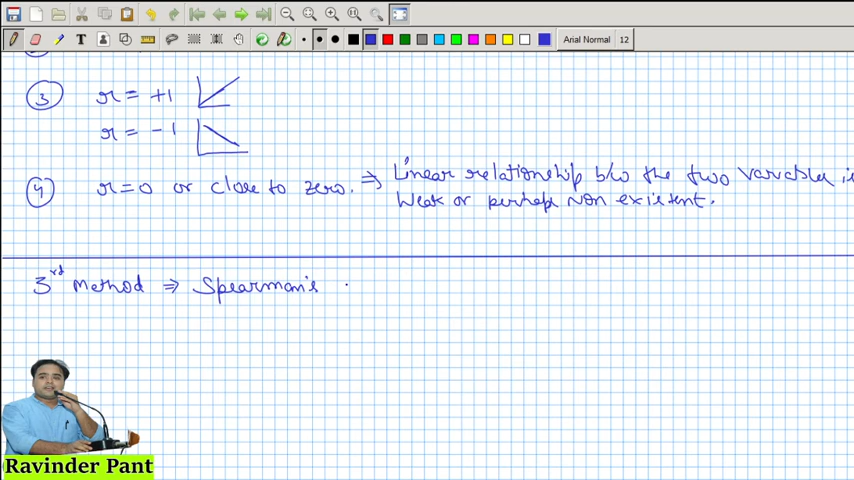 Arial Normal 12
③ r = +1
r = -1
④ r=0 or close to zero. ⇒ Linear relationship b/w the two variables is
Weak or perhaps Non existent.
3rd Method ⇒ Spearman's
Ravinder Pant